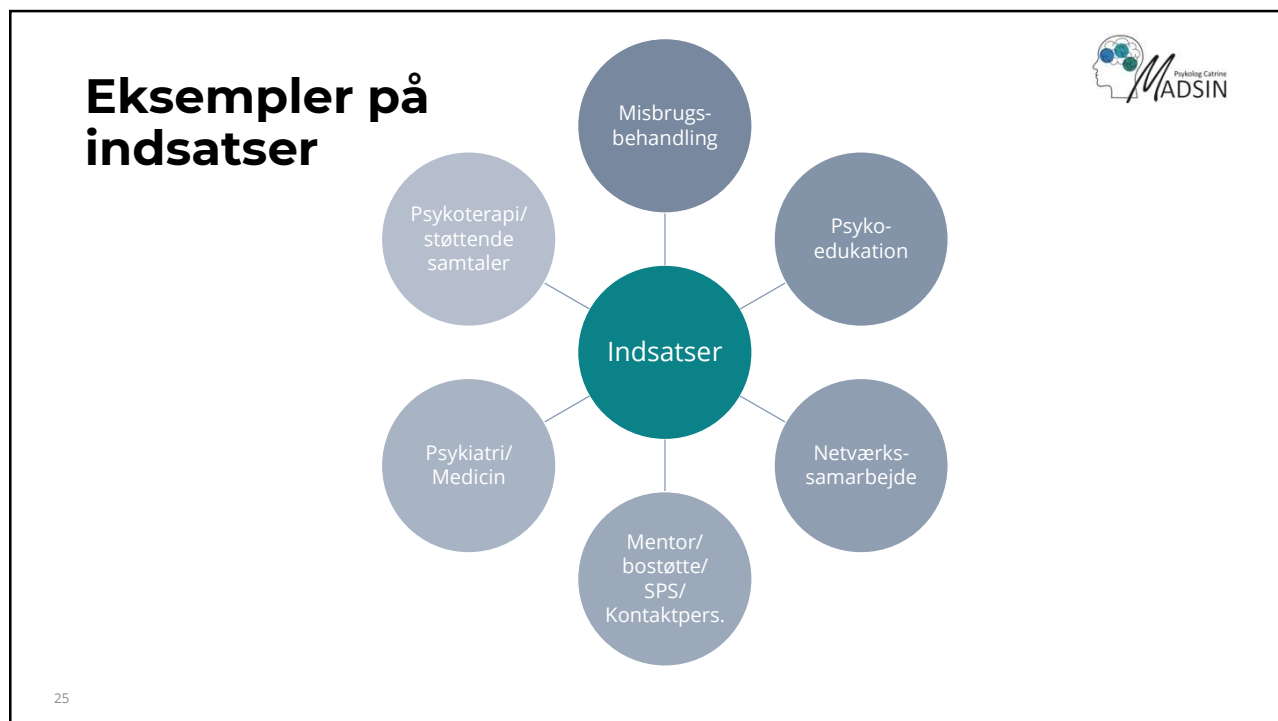 Eksempler på
indsatser
Psykolog Catrine
MADSIN
Misbrugs-
behandling
Psyko-
edukation
Netværks-
samarbejde
Mentor/
bostøtte/
SPS/
Kontaktpers.
Psykiatri/
Medicin
Psykoterapi/
støttende
samtaler
Indsatser
25